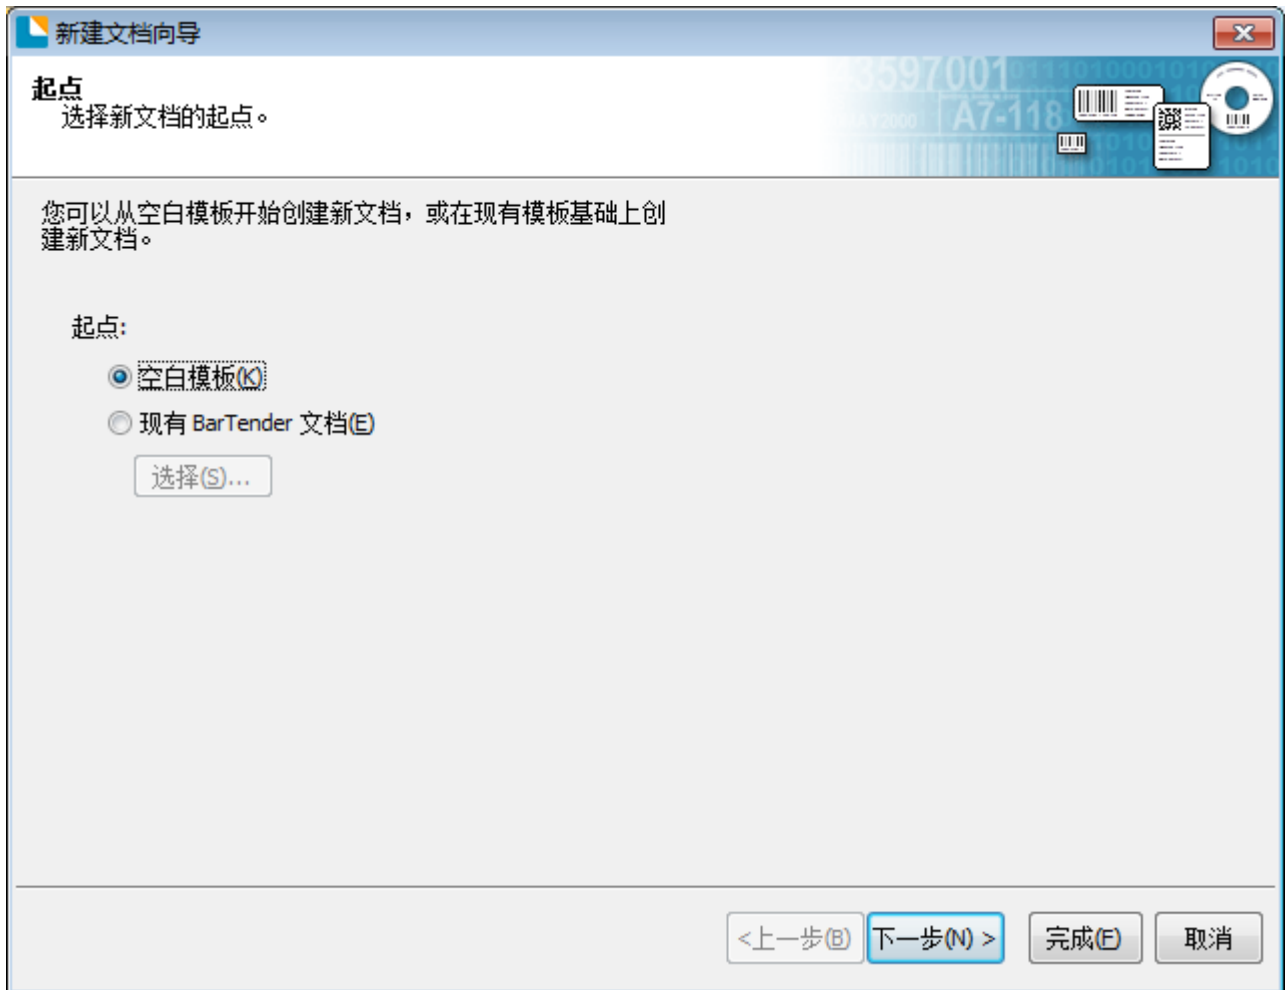 新建文档向导
起点
选择新文档的起点。
3597001
A7-118
您可以从空白模板开始创建新文档，或在现有模板基础上创
建新文档。
起点:
空白模板(K)
现有 BarTender 文档(E)
选择(S)...
<上一步(B)
下一步(N) >
完成(F)
取消